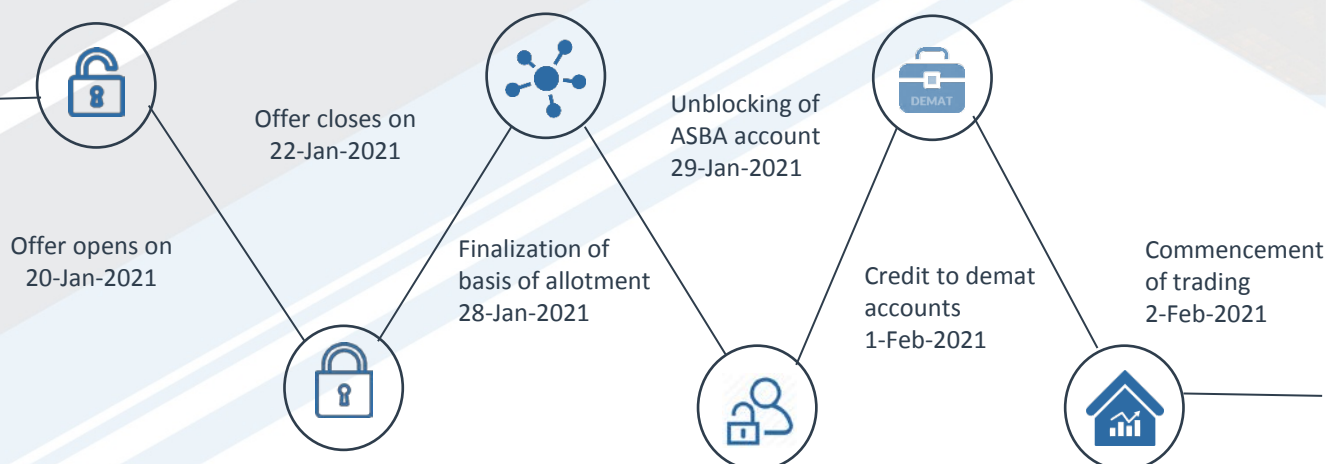 Offer opens on
20-Jan-2021
Offer closes on
22-Jan-2021
Finalization of
basis of allotment
28-Jan-2021
Unblocking of
ASBA account
29-Jan-2021
DEMAT
Credit to demat
accounts
1-Feb-2021
Commencement
of trading
2-Feb-2021